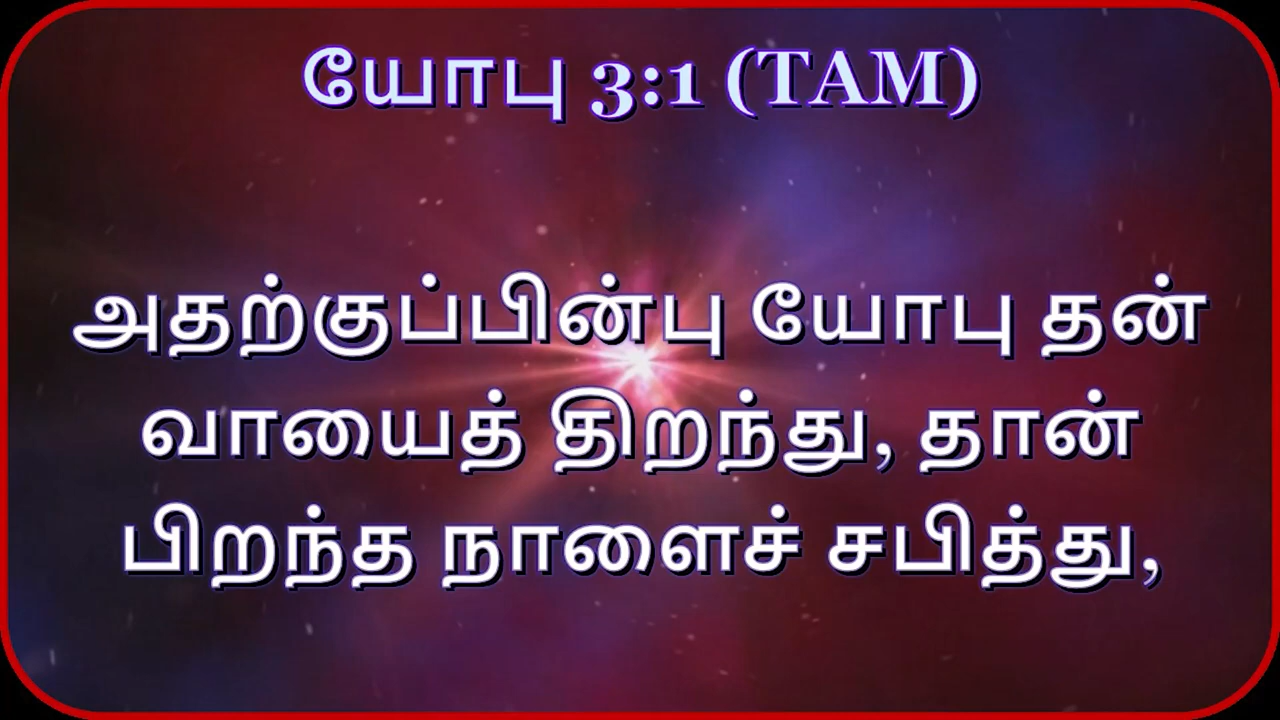 யோபு 3:1 (TAM)
அதற்குப்பின்பு யோபு தன்
வாயைத் திறந்து, தான்
பிறந்த நாளைச் சபித்து,